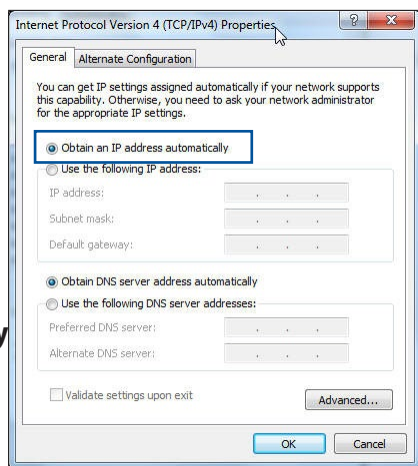 Internet Protocol Version 4 (TCP/IPv4) Properties
General
Alternate Configuration
You can get IP settings assigned automatically if your network supports
this capability. Otherwise, you need to ask your network administrator
for the appropriate IP settings.
Obtain an IP address automatically
Use the following IP address:
IP address:
Subnet mask:
Default gateway:
Obtain DNS server address automatically
Use the following DNS server addresses:
Preferred DNS server:
y
Alternate DNS server:
Validate settings upon exit
Advanced...
OK
Cancel